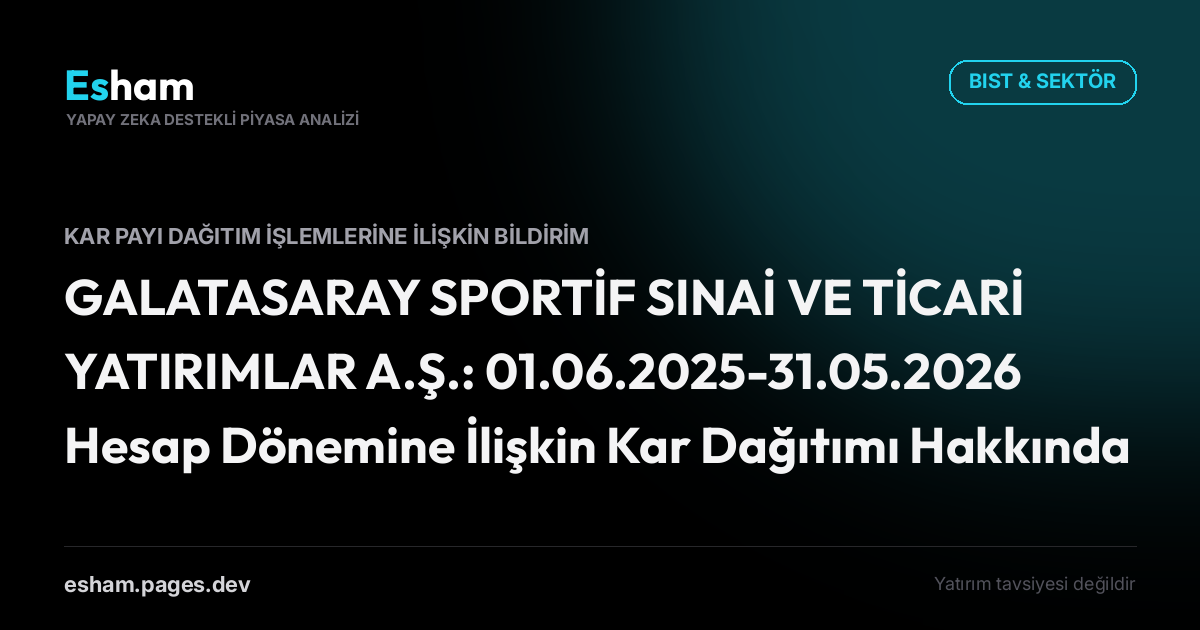 Esham
BIST & SEKTÖR
YAPAY ZEKA DESTEKLİ PİYASA ANALİZİ
KAR PAYI DAĞITIM İŞLEMLERİNE İLİŞKİN BİLDİRİM
GALATASARAY SPORTİF SINAİ VE TİCARİ
YATIRIMLAR A.Ş.: 01.06.2025-31.05.2026
Hesap Dönemine İlişkin Kar Dağıtımı Hakkında
esham.pages.dev
Yatırım tavsiyesi değildir